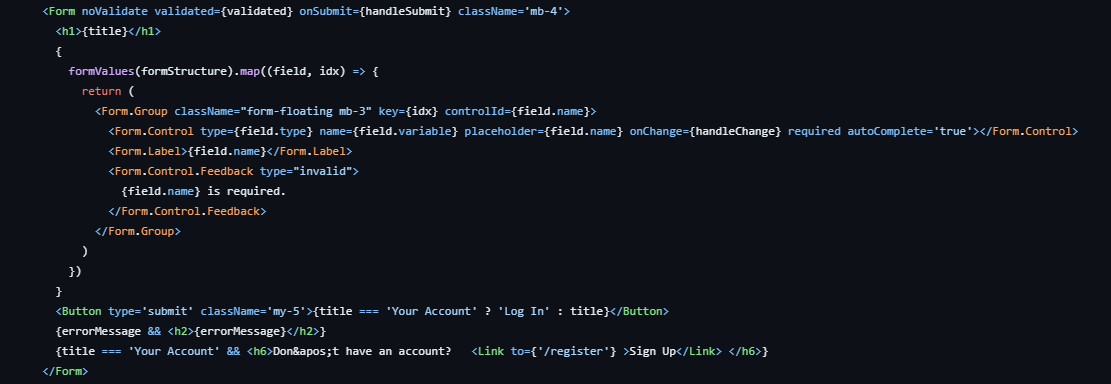 <Form noValidate validated={validated} onSubmit={handleSubmit} className='mb-4'>
<h1>{title}</h1>
{
formValues(formStructure).map((field, idx) => {
return (
<Form.Group className="form-floating mb-3" key={idx} controlId={field.name}>
<Form.Control type={field.type} name={field.variable} placeholder={field.name} onChange={handleChange} required autoComplete='true'></Form.Control>
<Form.Label>{field.name}</Form.Label>
<Form.Control.Feedback type="invalid">
{field.name} is required.
</Form.Control.Feedback>
</Form.Group>
)
})
}
<Button type='submit' className='my-5'>{title === 'Your Account' ? 'Log In' : title}</Button>
{errorMessage && <h2>{errorMessage}</h2>}
{title === 'Your Account' && <h6>Don&apos;t have an account?   <Link to={'/register'} >Sign Up</Link> </h6>}
</Form>